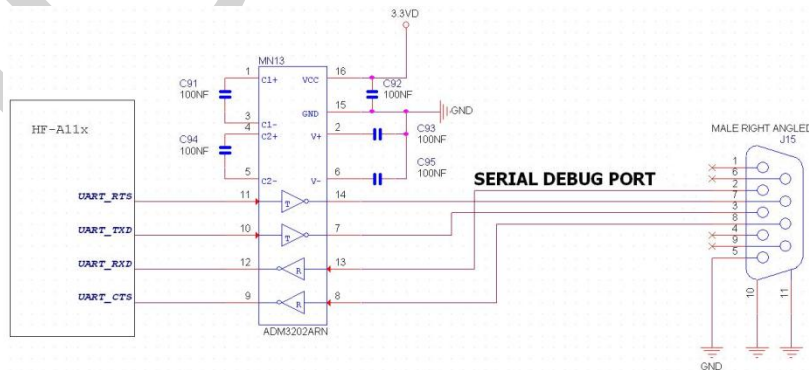 3.3VD
MN13
1 C1+ VCC 16
C91
100NF
C92
100NF
3 C1-
GND 15
GND
4 C2+
V+ 2
C93
100NF
C94
100NF
5 C2-
V- 6
C95
100NF
HF-A11x
UART_RTS 11 T 14
UART_TXD 10 T 7
UART_RXD 12 R 13
UART_CTS 9 R 8
ADM3202ARN
SERIAL DEBUG PORT
MALE RIGHT ANGLED
J15
1
6
2
7
3
8
4
9
5
10
11
GND